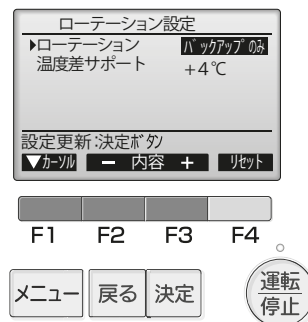 ローテーション設定
▶ローテーション バックアップのみ
温度差サポート +4℃
設定更新:決定ボタン
▼カーソル − 内容 + リセット
F1 F2 F3 F4
メニュー 戻る 決定 運転
停止